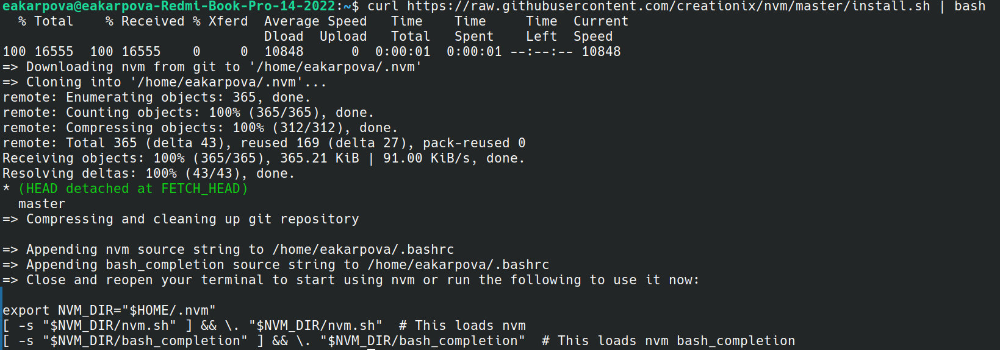 eakarpova@eakarpova-Redmi-Book-Pro-14-2022:~$ curl https://raw.githubusercontent.com/creationix/nvm/master/install.sh | bash
  % Total    % Received % Xferd  Average Speed   Time    Time     Time  Current
                                 Dload  Upload   Total   Spent    Left  Speed
100 16555  100 16555    0     0  10848      0  0:00:01  0:00:01 --:--:-- 10848
=> Downloading nvm from git to '/home/eakarpova/.nvm'
=> Cloning into '/home/eakarpova/.nvm'...
remote: Enumerating objects: 365, done.
remote: Counting objects: 100% (365/365), done.
remote: Compressing objects: 100% (312/312), done.
remote: Total 365 (delta 43), reused 169 (delta 27), pack-reused 0
Receiving objects: 100% (365/365), 365.21 KiB | 91.00 KiB/s, done.
Resolving deltas: 100% (43/43), done.
* (HEAD detached at FETCH_HEAD)
  master
=> Compressing and cleaning up git repository

=> Appending nvm source string to /home/eakarpova/.bashrc
=> Appending bash_completion source string to /home/eakarpova/.bashrc
=> Close and reopen your terminal to start using nvm or run the following to use it now:

export NVM_DIR="$HOME/.nvm"
[ -s "$NVM_DIR/nvm.sh" ] && \. "$NVM_DIR/nvm.sh"  # This loads nvm
[ -s "$NVM_DIR/bash_completion" ] && \. "$NVM_DIR/bash_completion"  # This loads nvm bash_completion